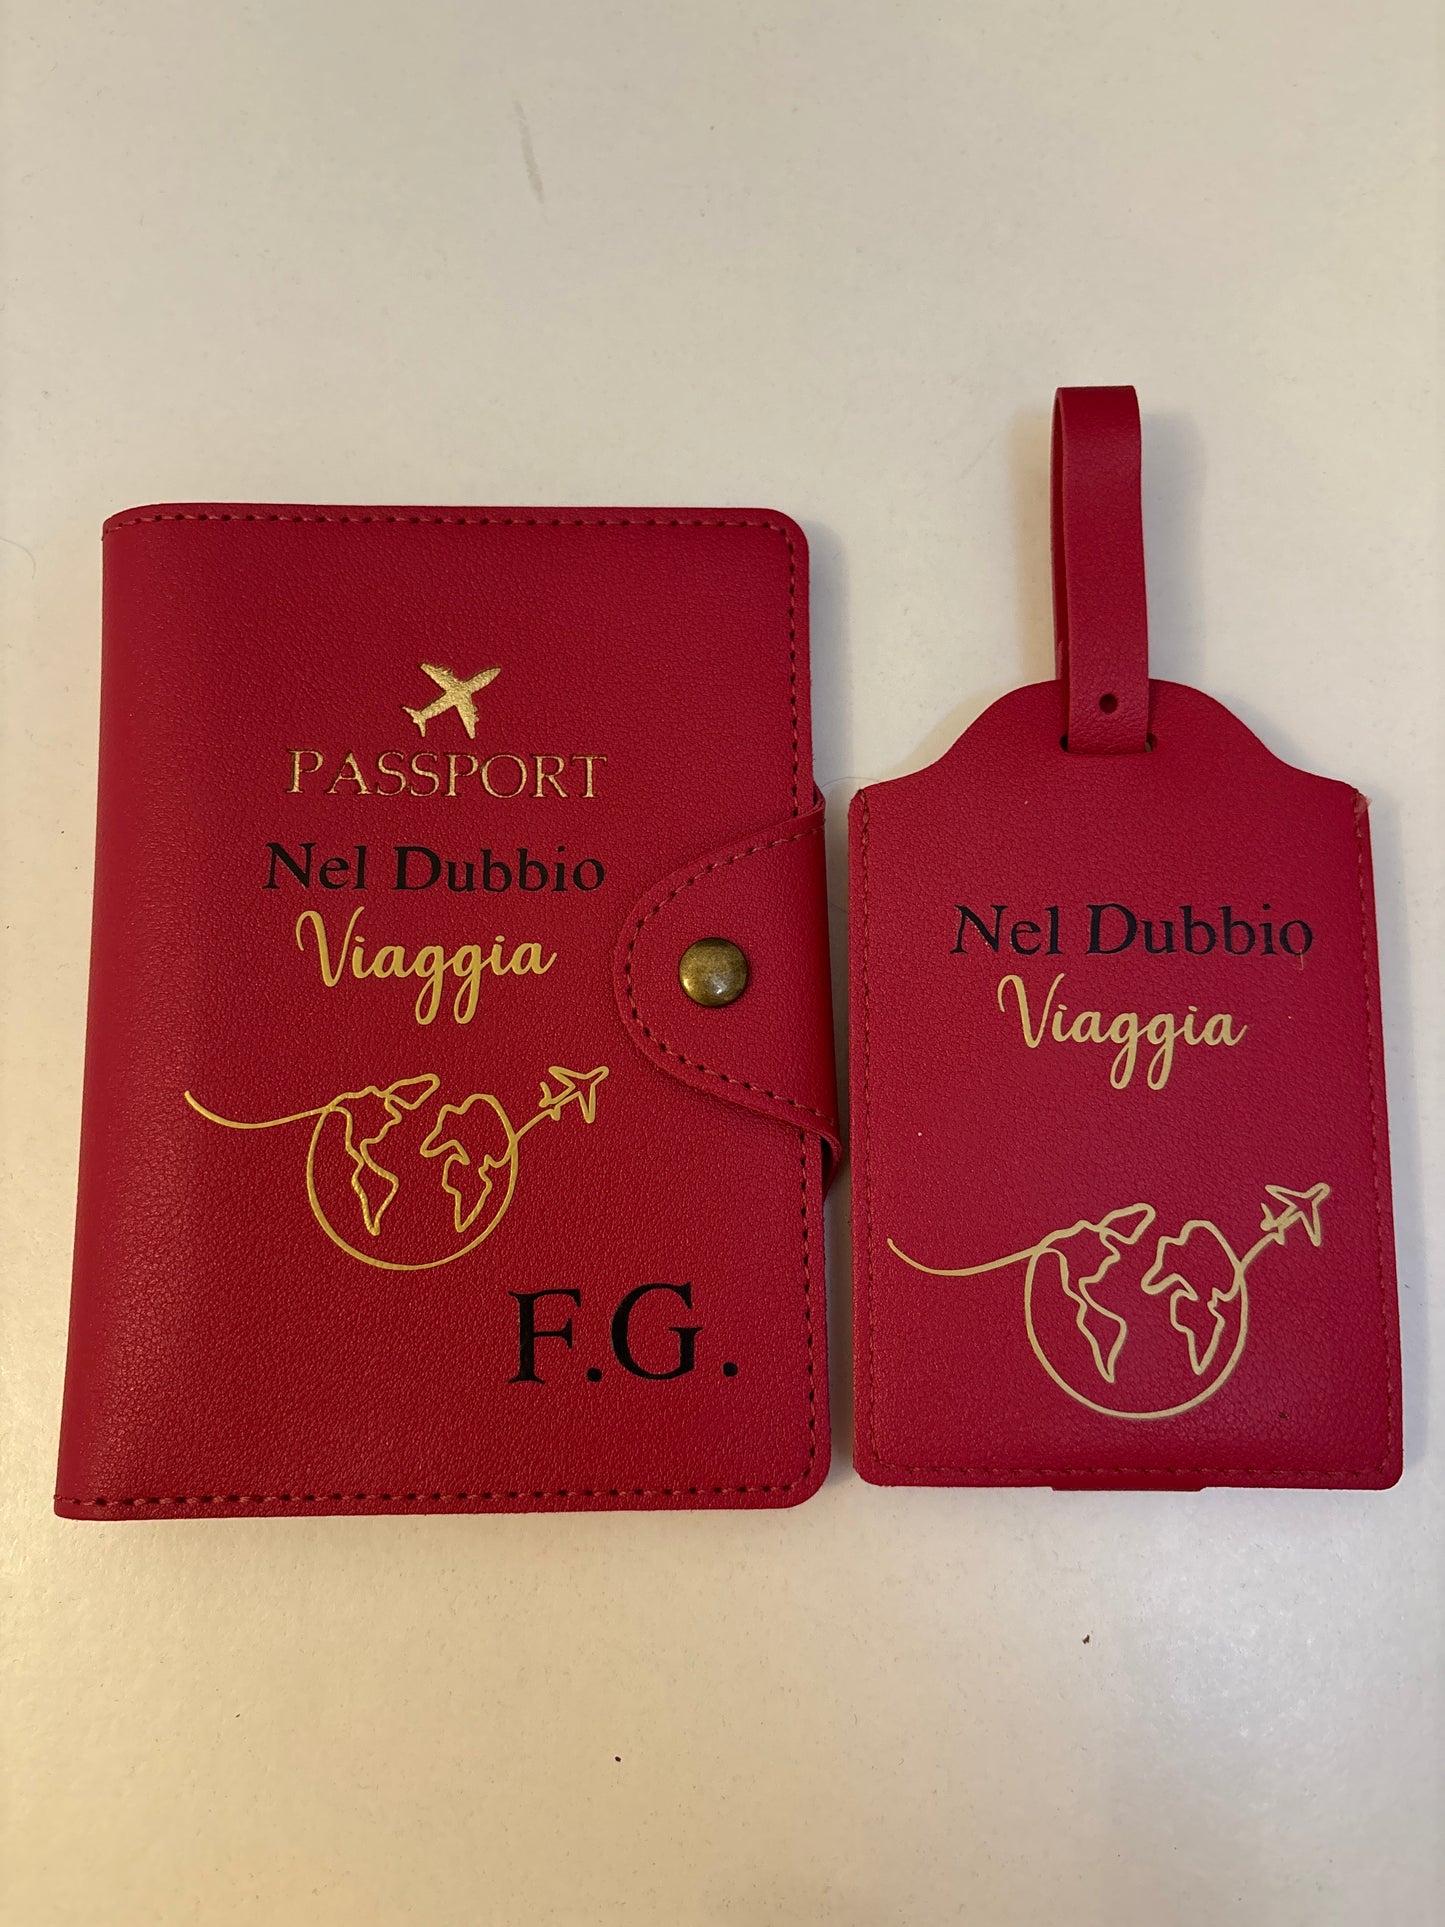 PASSPORT
Nel Dubbio
Viaggia
F.G.
Nel Dubbio
Viaggia